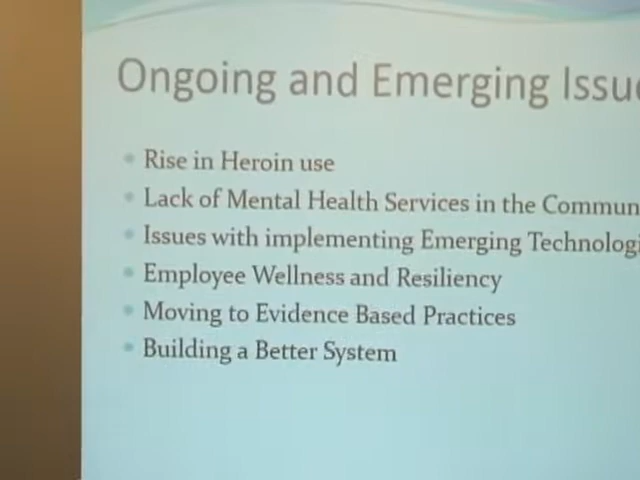 Ongoing and Emerging Issue
Rise in Heroin use
Lack of Mental Health Services in the Commun
Issues with implementing Emerging Technologi
Employee Wellness and Resiliency
Moving to Evidence Based Practices
Building a Better System